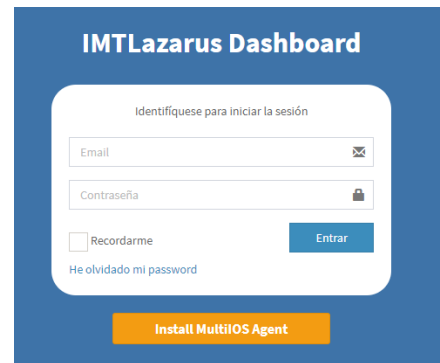 IMTLazarus Dashboard
Identifíquese para iniciar la sesión
Email
Contraseña
Recordarme
Entrar
He olvidado mi password
Install MultiIOS Agent